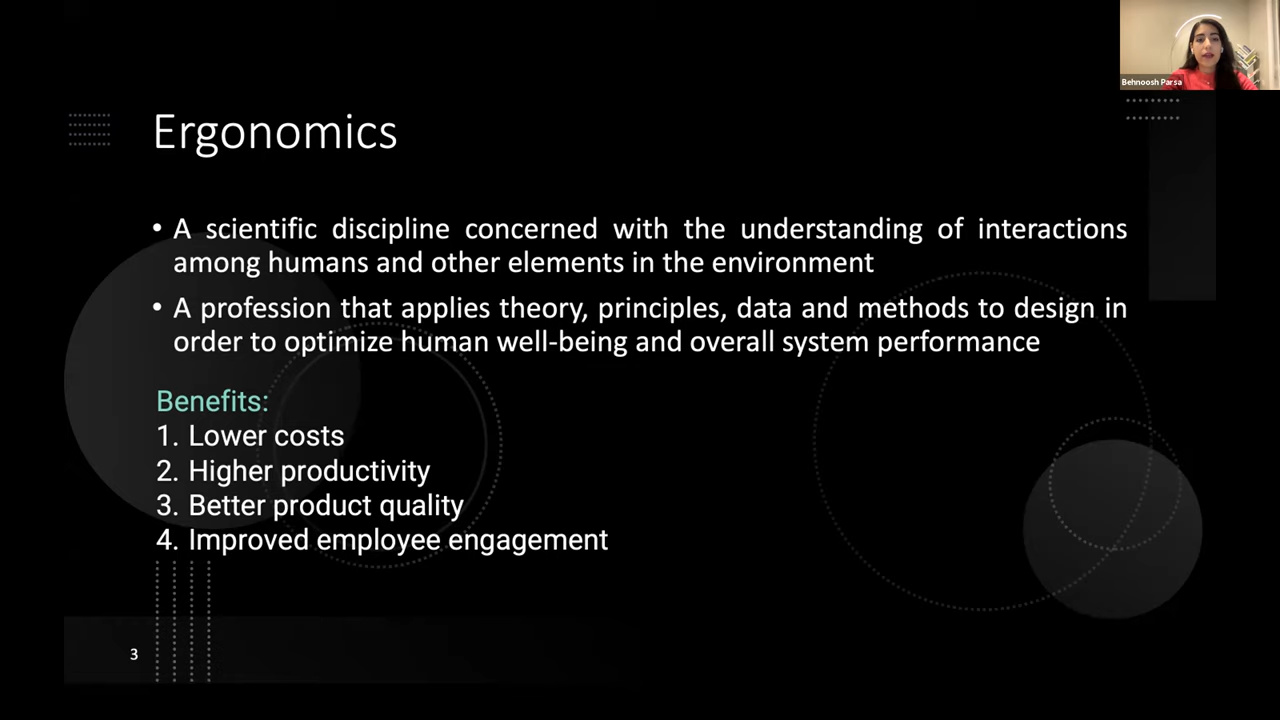 Behnoosh Parsa
Ergonomics
• A scientific discipline concerned with the understanding of interactions
among humans and other elements in the environment
• A profession that applies theory, principles, data and methods to design in
order to optimize human well-being and overall system performance
Benefits:
1. Lower costs
2. Higher productivity
3. Better product quality
4. Improved employee engagement
3